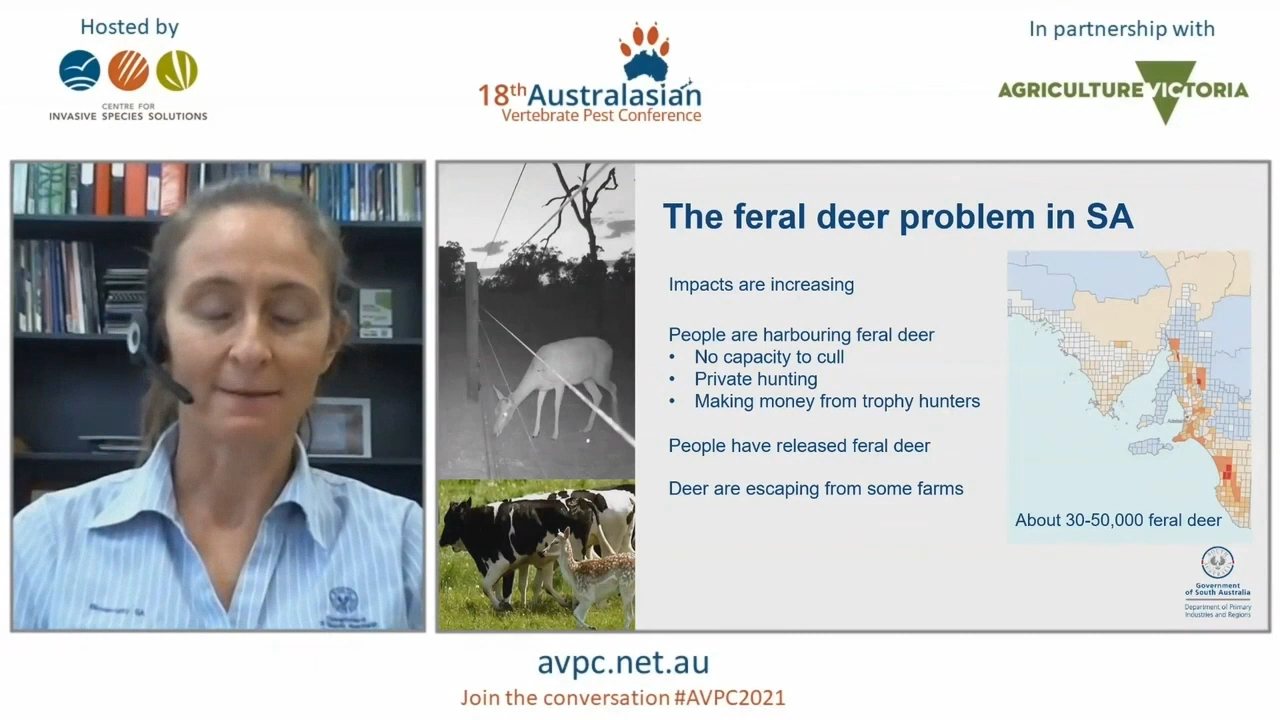 Hosted by
CENTRE FOR
INVASIVE SPECIES SOLUTIONS
18th Australasian
Vertebrate Pest Conference
In partnership with
AGRICULTURE VICTORIA
The feral deer problem in SA
Impacts are increasing
People are harbouring feral deer
• No capacity to cull
• Private hunting
• Making money from trophy hunters
People have released feral deer
Deer are escaping from some farms
About 30-50,000 feral deer
Government
of South Australia
Department of Primary
Industries and Regions
avpc.net.au
Join the conversation #AVPC2021